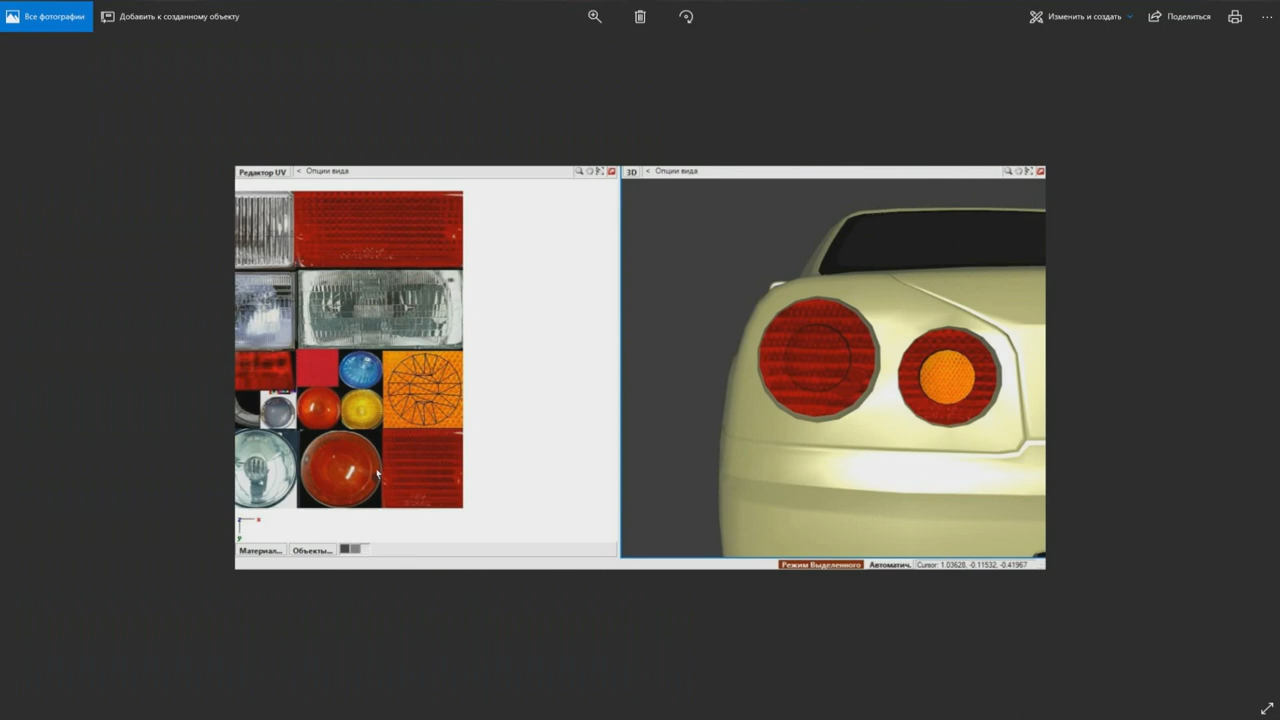 Все фотографии
Добавить к созданному объекту
Изменить и создать
Поделиться
Редактор UV
< Опции вида
3D
< Опции вида
x
y
Материал...
Объекты...
Режим Выделенного
Автоматич.
Cursor: 1.03628, -0.11532, -0.41967